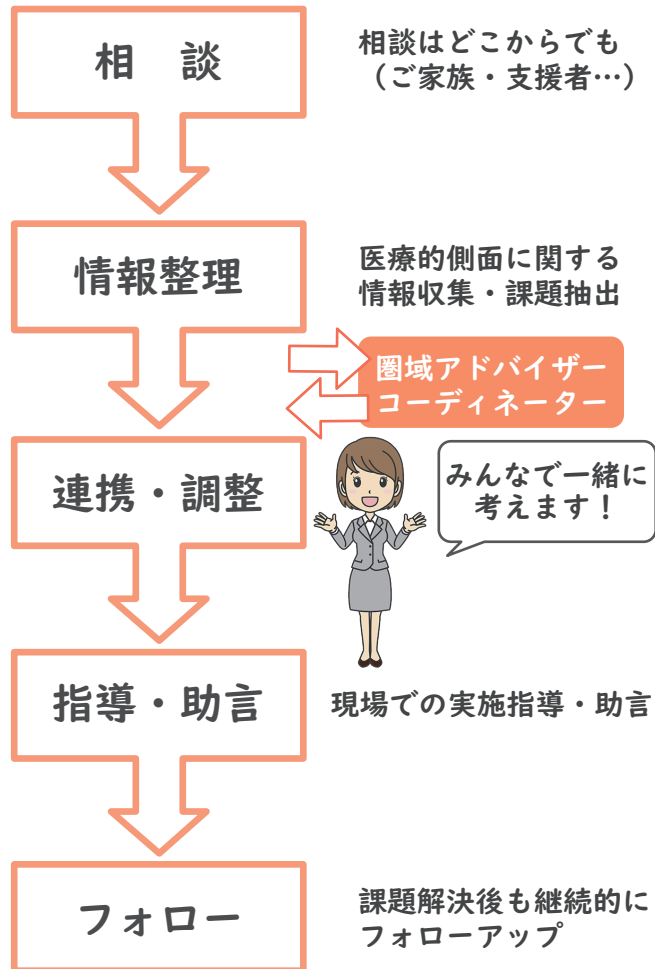 相　談
相談はどこからでも
（ご家族・支援者…）
情報整理
医療的側面に関する
情報収集・課題抽出
圏域アドバイザー
コーディネーター
連携・調整
みんなで一緒に
考えます！
指導・助言
現場での実施指導・助言
フォロー
課題解決後も継続的に
フォローアップ